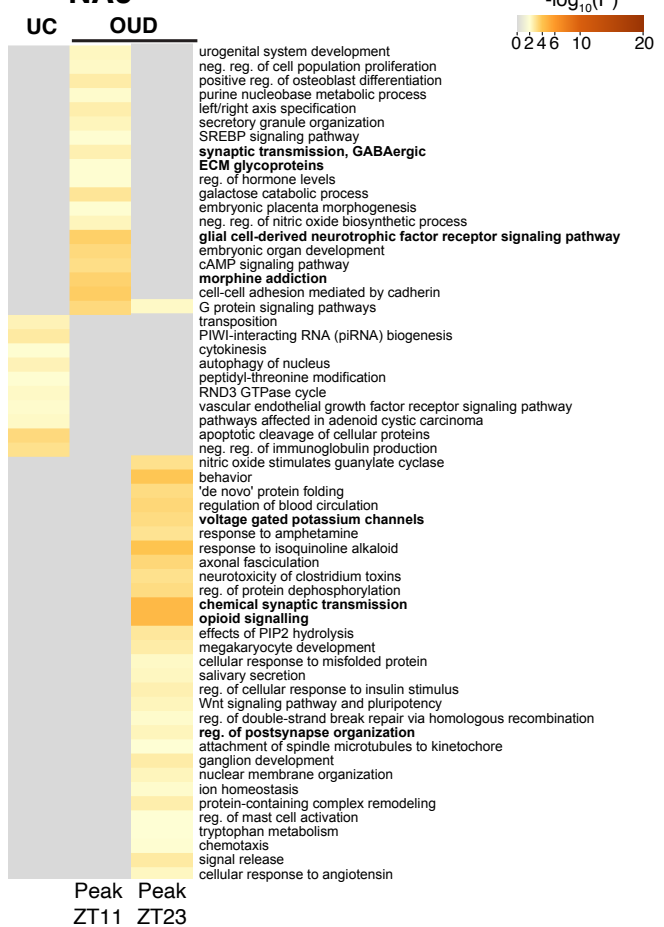 UC OUD
0 2 4 6 10 20
urogenital system development
neg. reg. of cell population proliferation
positive reg. of osteoblast differentiation
purine nucleobase metabolic process
left/right axis specification
secretory granule organization
SREBP signaling pathway
synaptic transmission, GABAergic
ECM glycoproteins
reg. of hormone levels
galactose catabolic process
embryonic placenta morphogenesis
neg. reg. of nitric oxide biosynthetic process
glial cell-derived neurotrophic factor receptor signaling pathway
embryonic organ development
cAMP signaling pathway
morphine addiction
cell-cell adhesion mediated by cadherin
G protein signaling pathways
transposition
PIWI-interacting RNA (piRNA) biogenesis
cytokinesis
autophagy of nucleus
peptidyl-threonine modification
RND3 GTPase cycle
vascular endothelial growth factor receptor signaling pathway
pathways affected in adenoid cystic carcinoma
apoptotic cleavage of cellular proteins
neg. reg. of immunoglobulin production
nitric oxide stimulates guanylate cyclase
behavior
'de novo' protein folding
regulation of blood circulation
voltage gated potassium channels
response to amphetamine
response to isoquinoline alkaloid
axonal fasciculation
neurotoxicity of clostridium toxins
reg. of protein dephosphorylation
chemical synaptic transmission
opioid signalling
effects of PIP2 hydrolysis
megakaryocyte development
cellular response to misfolded protein
salivary secretion
reg. of cellular response to insulin stimulus
Wnt signaling pathway and pluripotency
reg. of double-strand break repair via homologous recombination
reg. of postsynapse organization
attachment of spindle microtubules to kinetochore
ganglion development
nuclear membrane organization
ion homeostasis
protein-containing complex remodeling
reg. of mast cell activation
tryptophan metabolism
chemotaxis
signal release
cellular response to angiotensin
Peak Peak
ZT11 ZT23